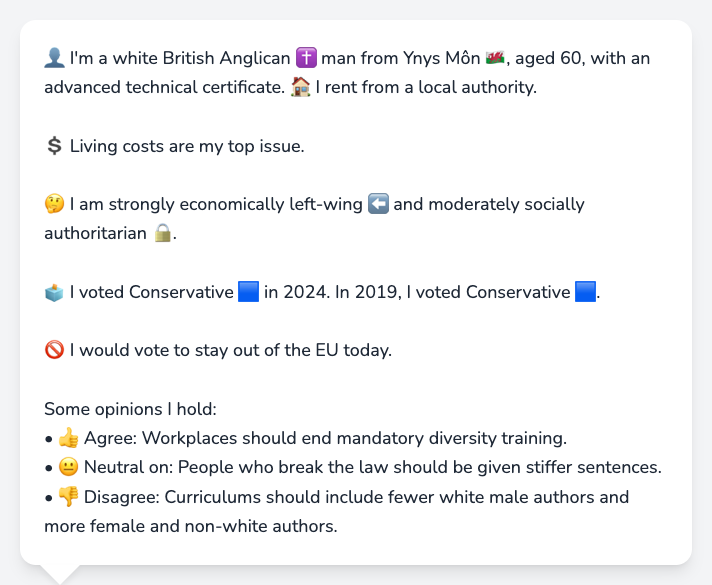 👤 I'm a white British Anglican ✝️ man from Ynys Môn 🏴󠁧󠁢󠁷󠁬󠁳󠁿, aged 60, with an
advanced technical certificate. 🏠 I rent from a local authority.
💲 Living costs are my top issue.
🤔 I am strongly economically left-wing ⬅️ and moderately socially
authoritarian 🔒.
🗳️ I voted Conservative 🟦 in 2024. In 2019, I voted Conservative 🟦.
🚫 I would vote to stay out of the EU today.
Some opinions I hold:
• 👍 Agree: Workplaces should end mandatory diversity training.
• 😐 Neutral on: People who break the law should be given stiffer sentences.
• 👎 Disagree: Curriculums should include fewer white male authors and
more female and non-white authors.